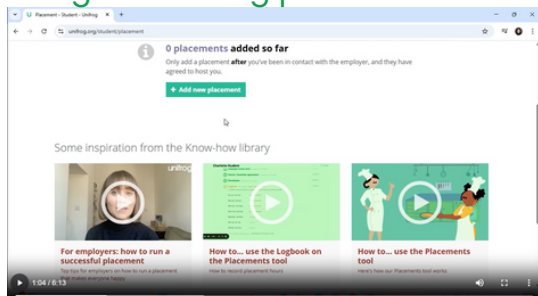 Placement - Student - Unifrog
unifrog.org/student/placement
0 placements added so far
Only add a placement after you've been in contact with the employer, and they have
agreed to host you.
+ Add new placement
Some inspiration from the Know-how library
unifrog
For employers: how to run a
successful placement
Top tips for employers on how to run a placement
that makes everyone happy
How to... use the Logbook on
the Placements tool
How to record placement hours
How to... use the Placements
tool
Here's how our Placements tool works
1:04 / 6:13